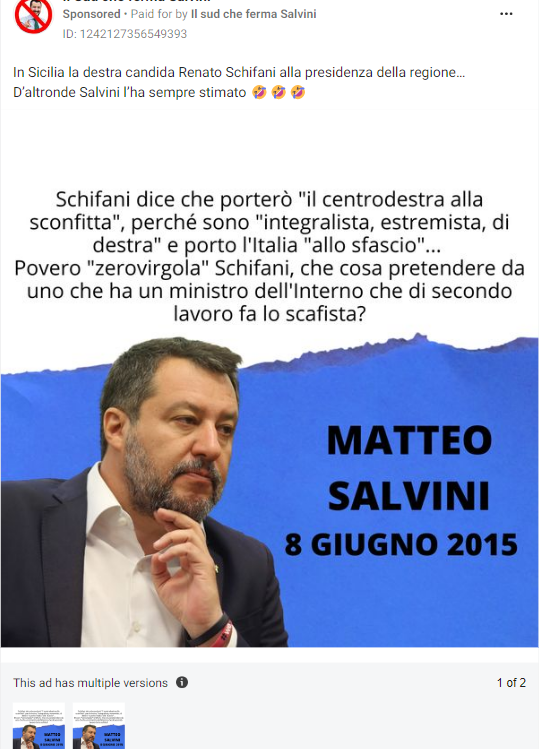 Sponsored • Paid for by Il sud che ferma Salvini
ID: 1242127356549393
In Sicilia la destra candida Renato Schifani alla presidenza della regione...
D'altronde Salvini l'ha sempre stimato 🤣🤣🤣
Schifani dice che porterò "il centrodestra alla
sconfitta", perché sono "integralista, estremista, di
destra" e porto l'Italia "allo sfascio"...
Povero "zerovirgola" Schifani, che cosa pretendere da
uno che ha un ministro dell'Interno che di secondo
lavoro fa lo scafista?
MATTEO
SALVINI
8 GIUGNO 2015
This ad has multiple versions
1 of 2
MATTEO
SALVINI
MATTEO
SALVINI